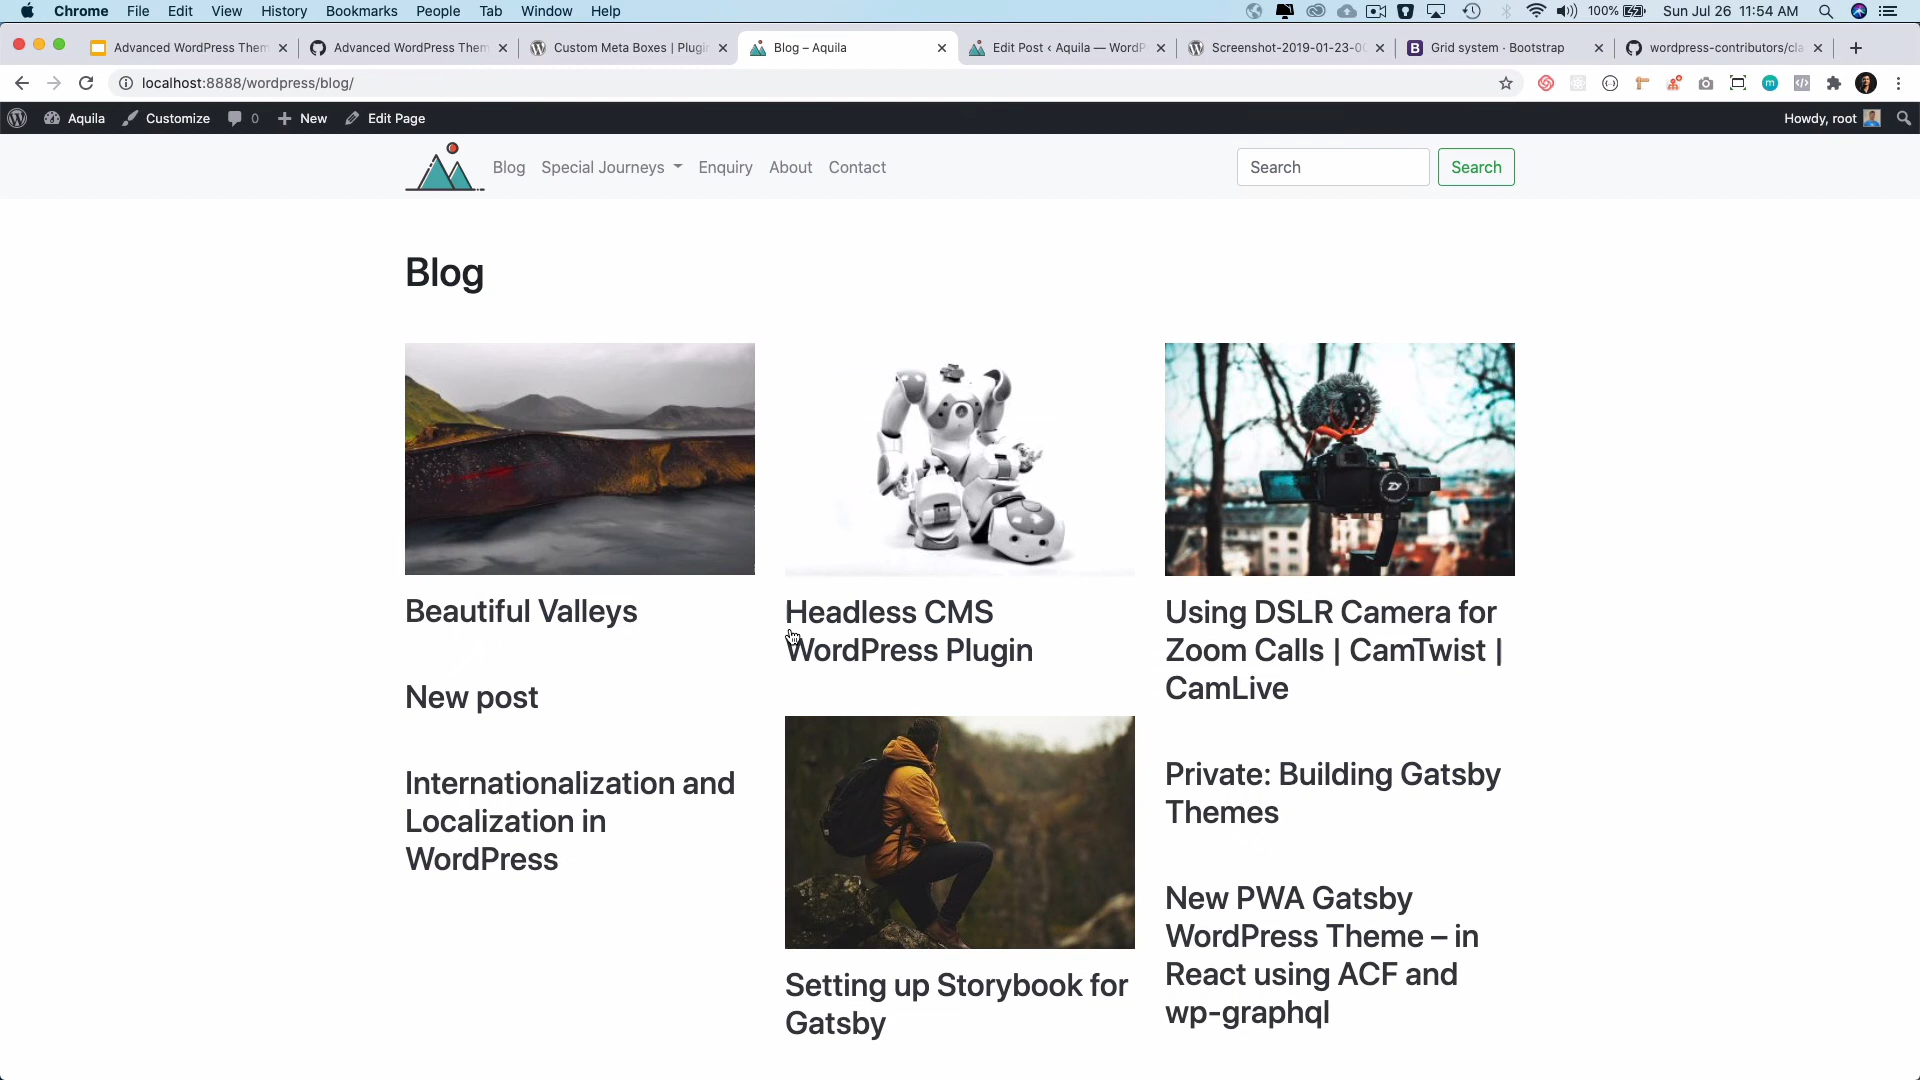 Chrome File Edit View History Bookmarks People Tab Window Help 100% Sun Jul 26 11:54 AM
Advanced WordPress Them Advanced WordPress Them Custom Meta Boxes | Plugin Blog – Aquila Edit Post ‹ Aquila — WordP Screenshot-2019-01-23-0 Grid system · Bootstrap wordpress-contributors/cla
localhost:8888/wordpress/blog/
Aquila Customize 0 New Edit Page Howdy, root
Blog Special Journeys Enquiry About Contact Search Search
Blog
Beautiful Valleys
New post
Internationalization and
Localization in
WordPress
Headless CMS
WordPress Plugin
Setting up Storybook for
Gatsby
Using DSLR Camera for
Zoom Calls | CamTwist |
CamLive
Private: Building Gatsby
Themes
New PWA Gatsby
WordPress Theme – in
React using ACF and
wp-graphql